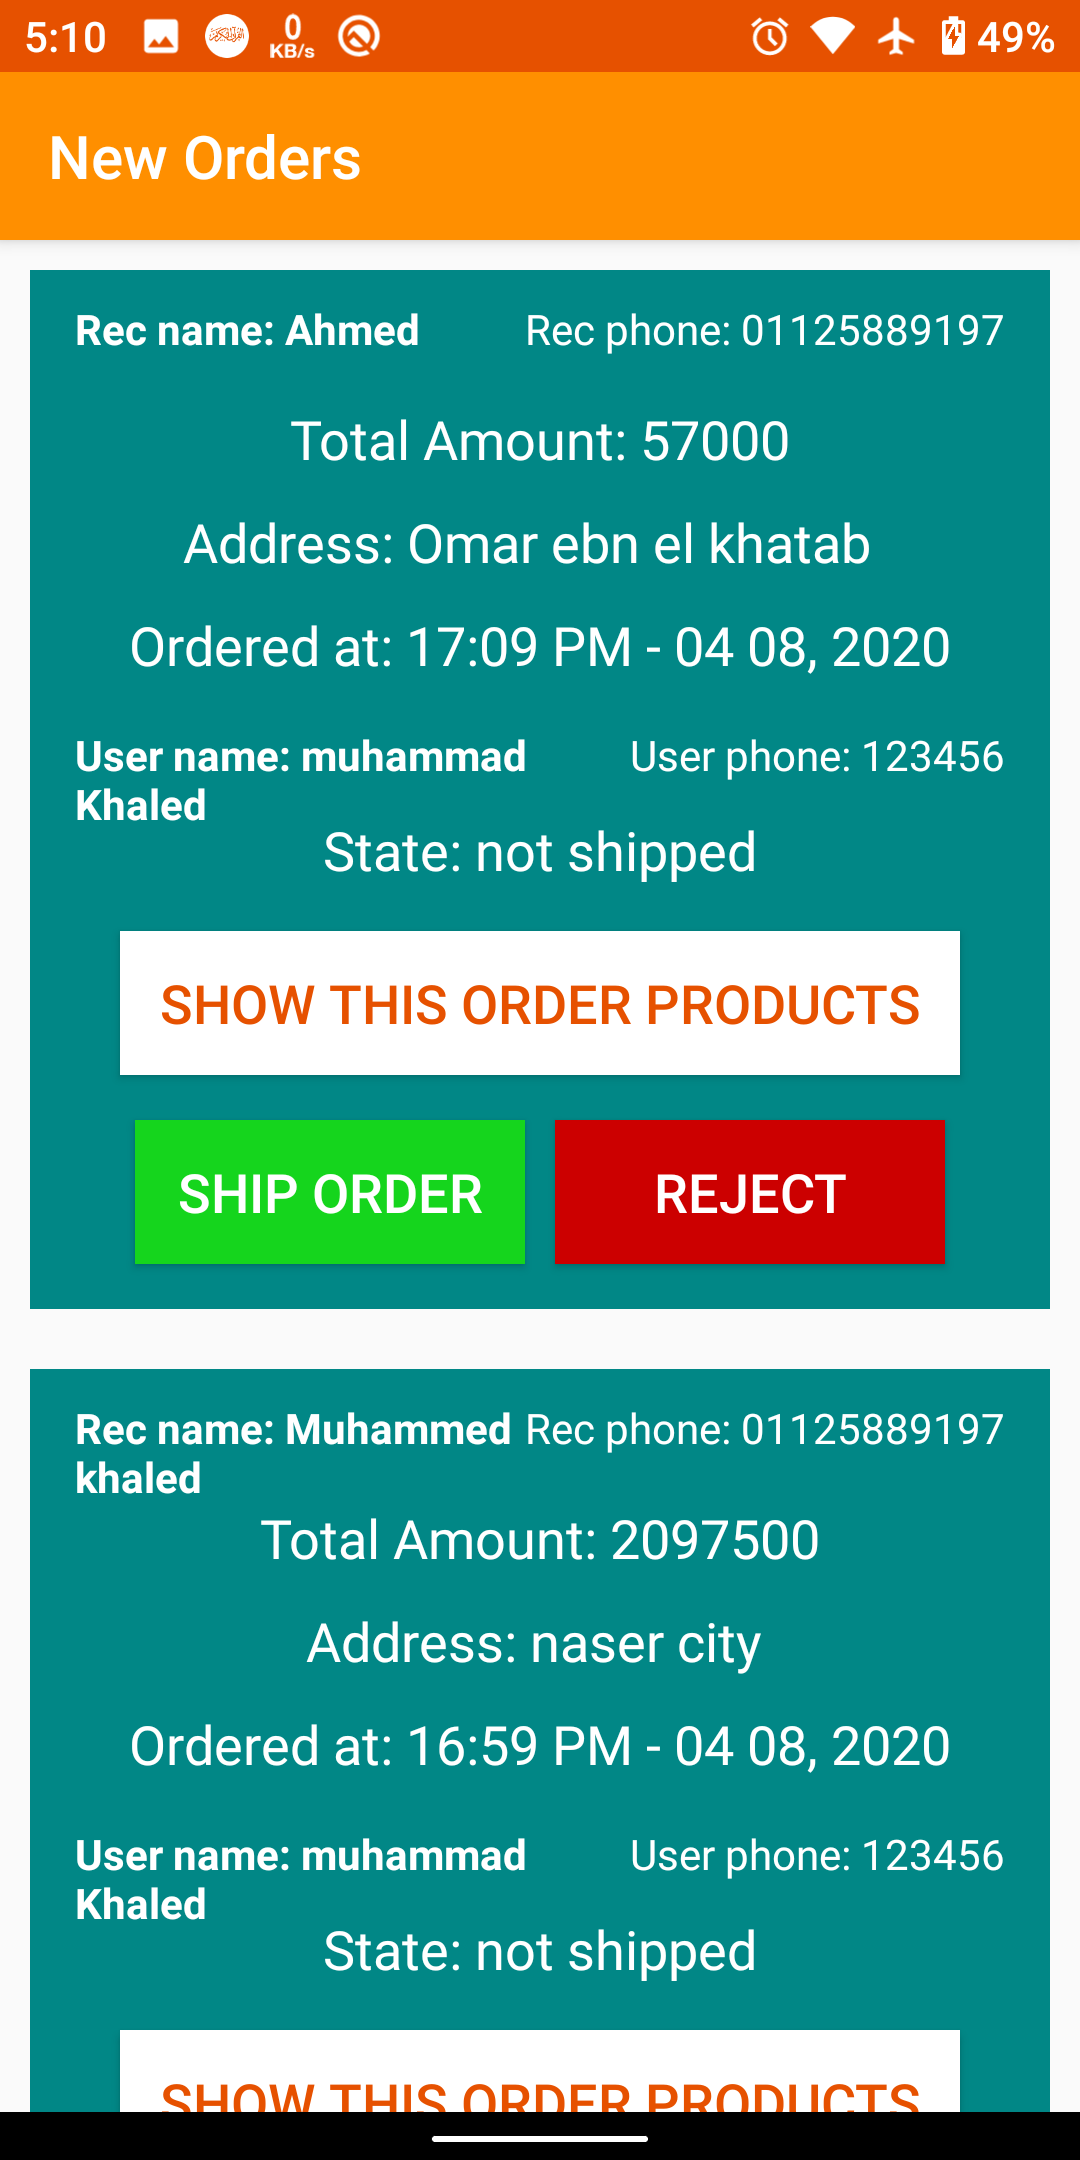 5:10 0 KB/s 49%
New Orders
Rec name: Ahmed Rec phone: 01125889197
Total Amount: 57000
Address: Omar ebn el khatab
Ordered at: 17:09 PM - 04 08, 2020
User name: muhammad Khaled User phone: 123456
State: not shipped
SHOW THIS ORDER PRODUCTS
SHIP ORDER REJECT
Rec name: Muhammed khaled Rec phone: 01125889197
Total Amount: 2097500
Address: naser city
Ordered at: 16:59 PM - 04 08, 2020
User name: muhammad Khaled User phone: 123456
State: not shipped
SHOW THIS ORDER PRODUCTS